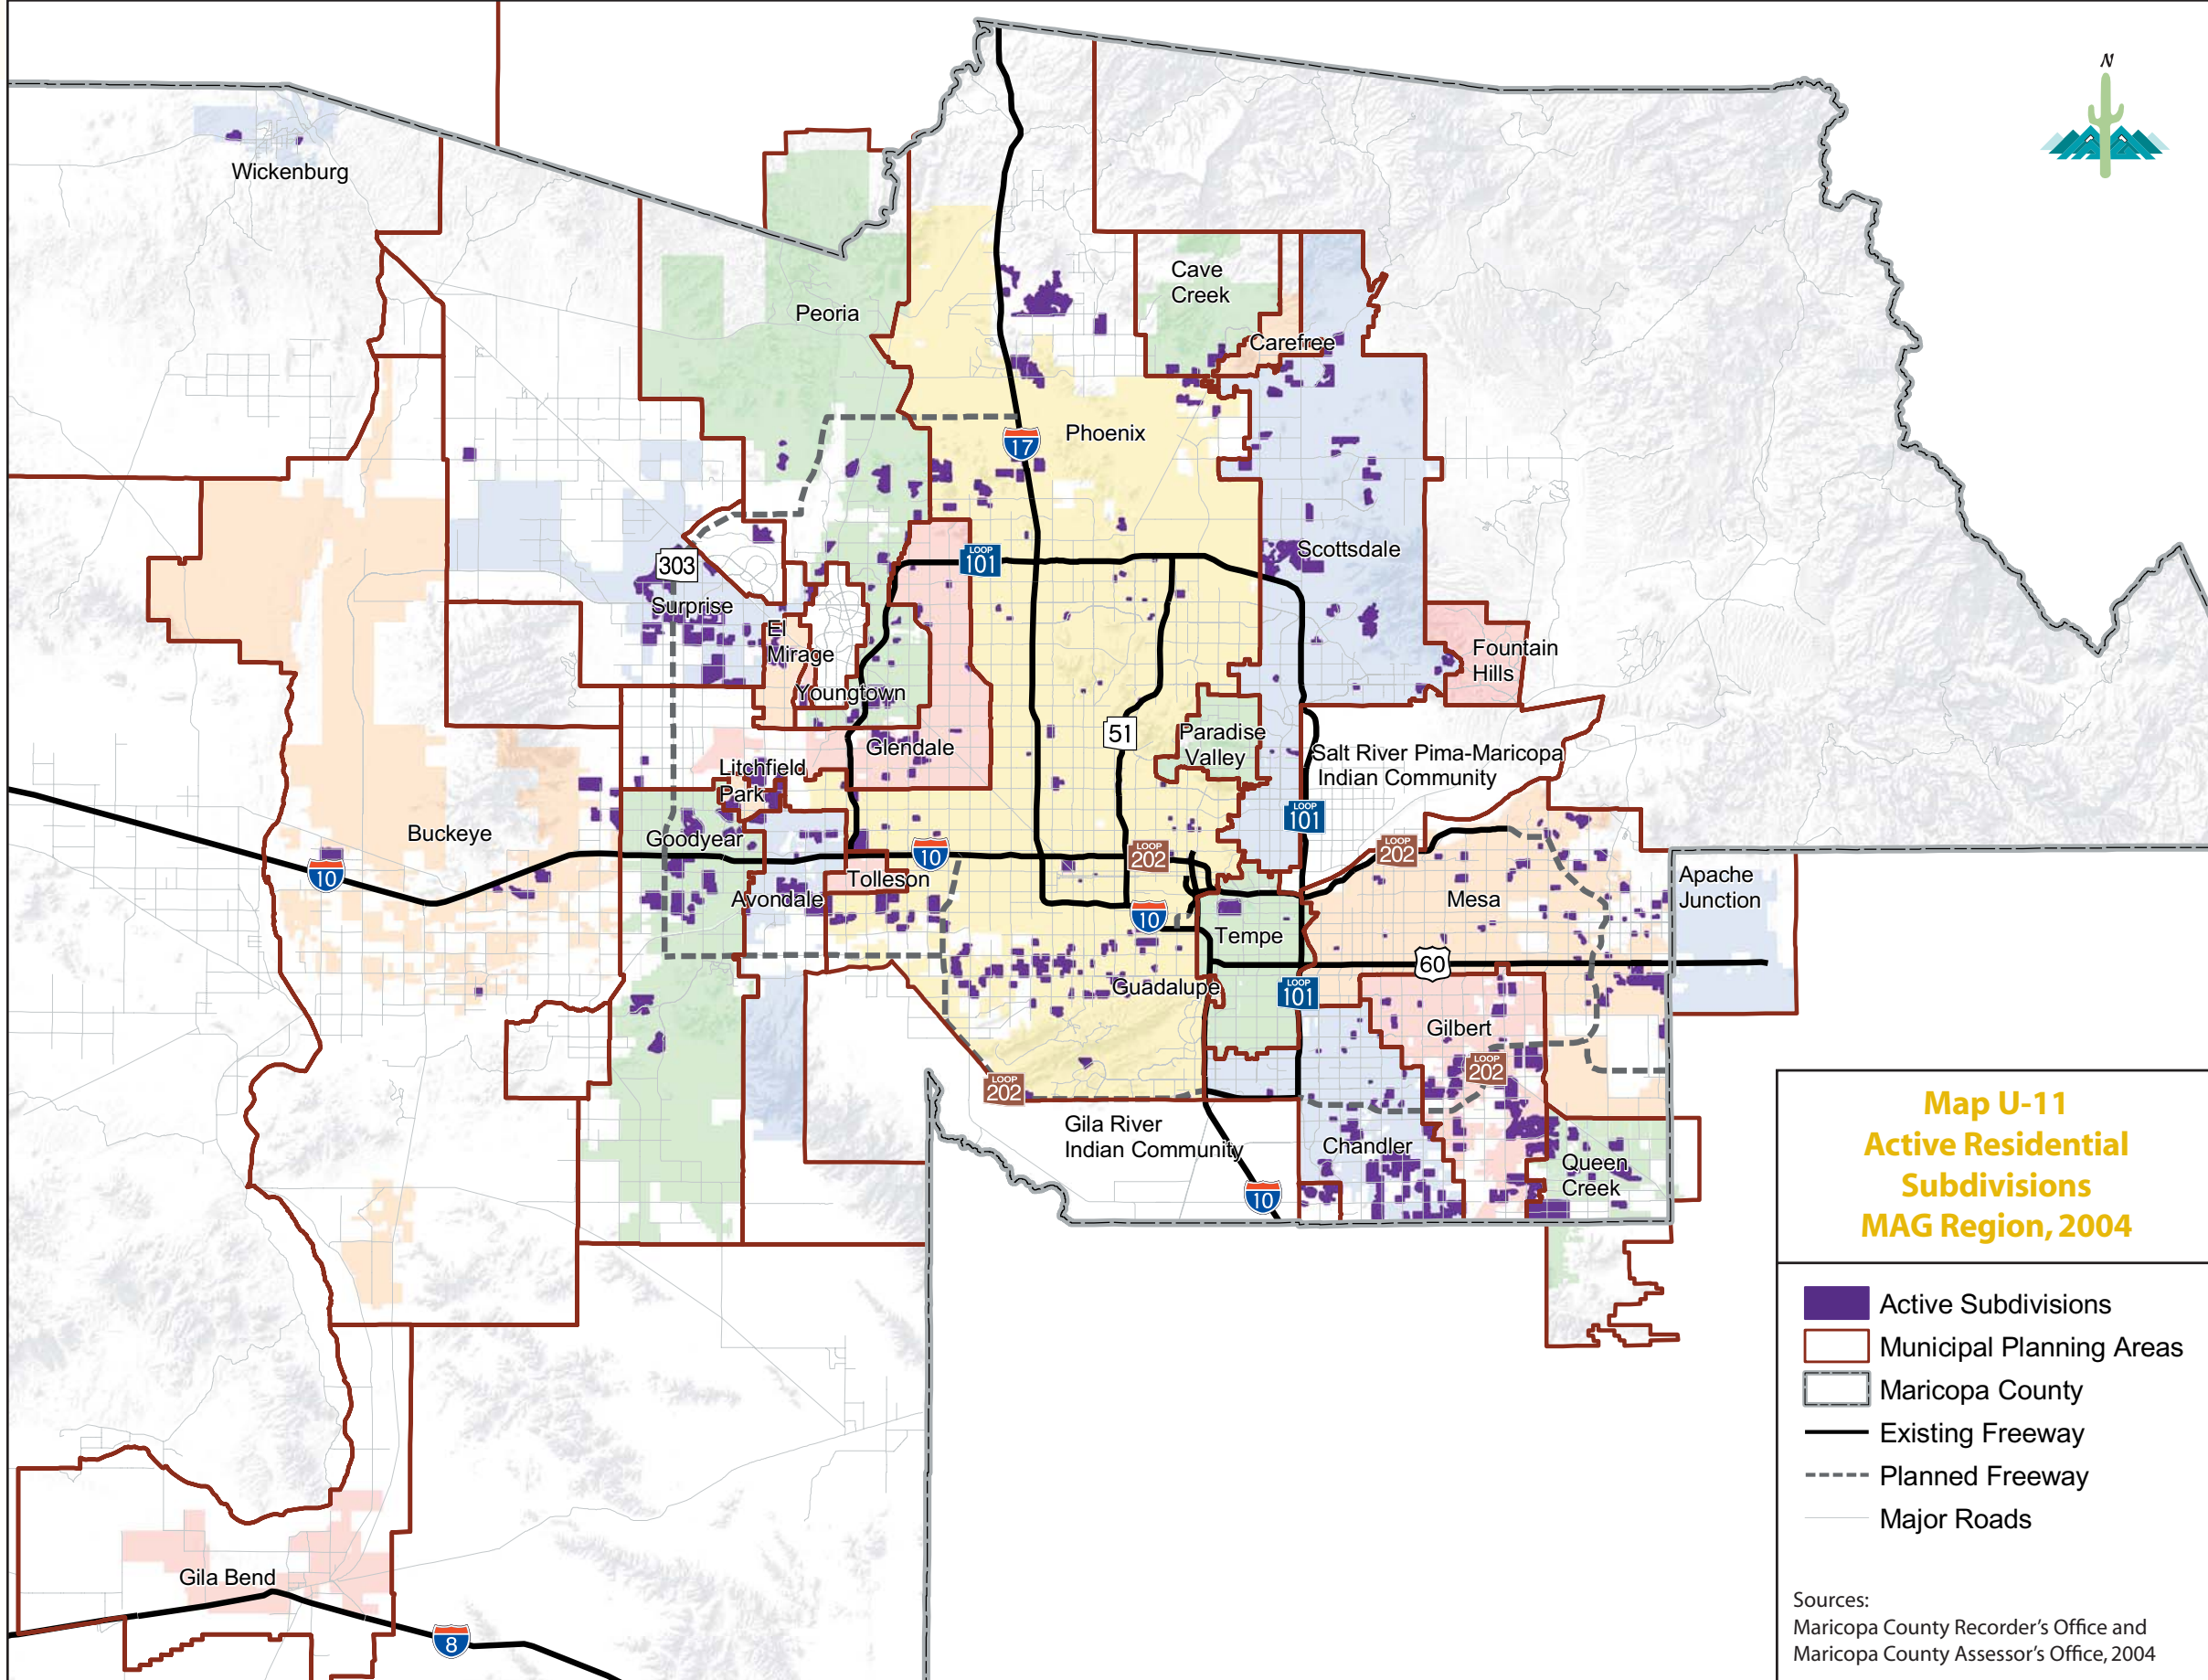 N
Wickenburg
Peoria
Cave
Creek
Carefree
17
Phoenix
LOOP
101
Scottsdale
303
Surprise
El
Mirage
Fountain
Hills
Youngtown
51
Paradise
Valley
Glendale
Salt River Pima-Maricopa
Indian Community
Litchfield
Park
LOOP
101
Buckeye
Goodyear
10
10
LOOP
202
LOOP
202
Tolleson
Avondale
Mesa
Apache
Junction
10
Tempe
60
Guadalupe
LOOP
101
Gilbert
LOOP
202
LOOP
202
Gila River
Indian Community
Chandler
Queen
Creek
10
Gila Bend
8
Map U-11
Active Residential
Subdivisions
MAG Region, 2004
Active Subdivisions
Municipal Planning Areas
Maricopa County
Existing Freeway
Planned Freeway
Major Roads
Sources:
Maricopa County Recorder's Office and
Maricopa County Assessor's Office, 2004